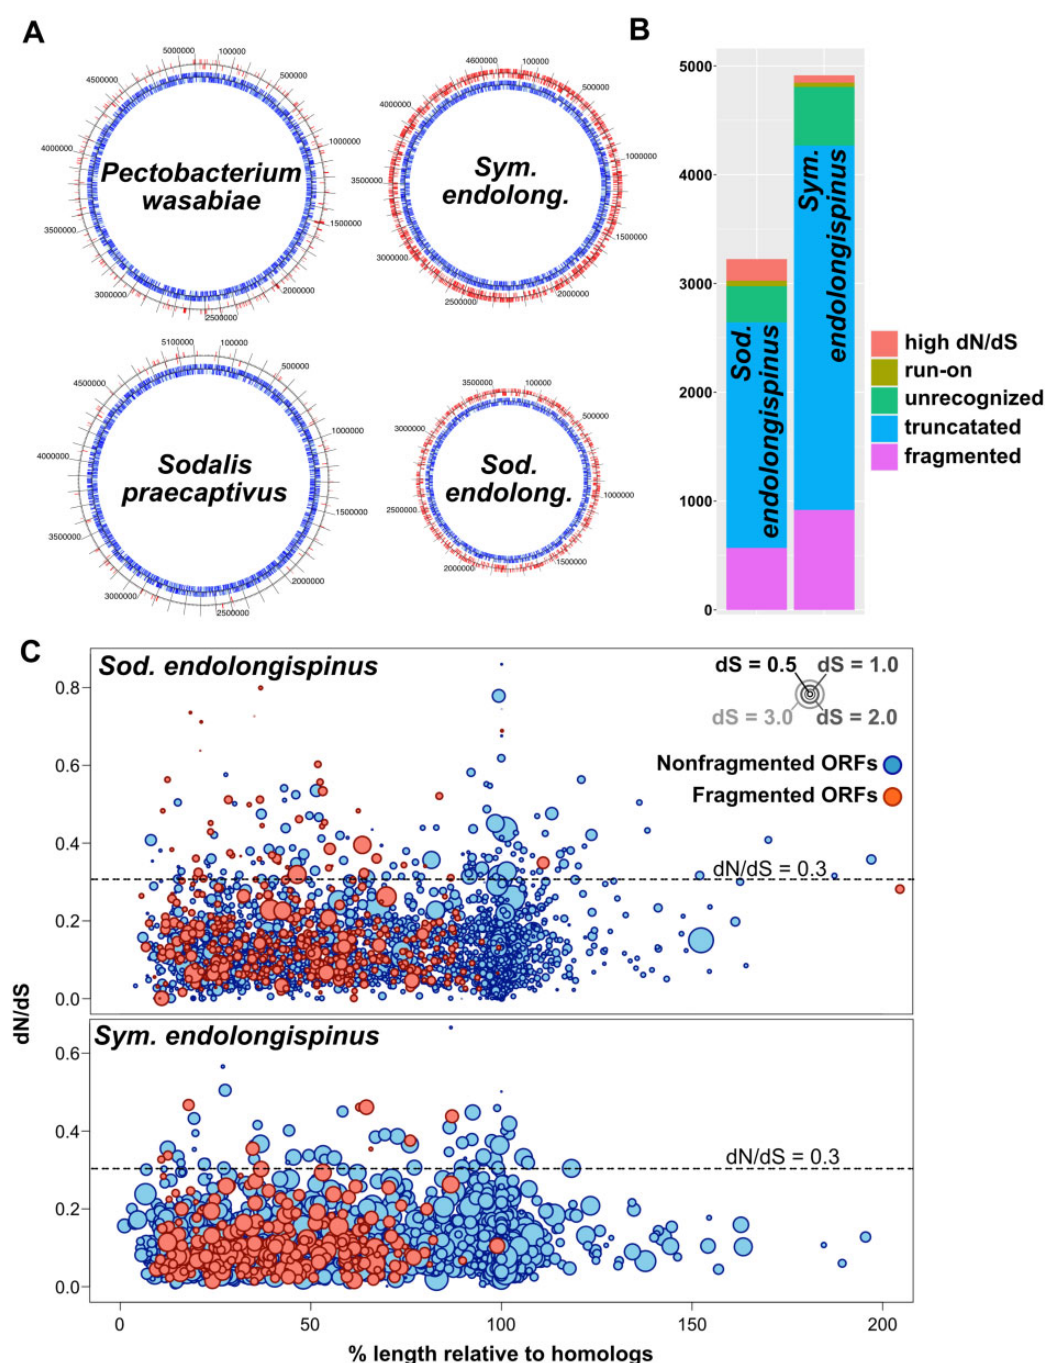 A
5000000
100000
4500000
500000
4000000
1000000
Pectobacterium
wasabiae
3500000
1500000
3000000
2000000
2500000
4600000
100000
4000000
500000
3500000
1000000
Sym.
endolong.
3000000
1500000
2500000
2000000
5100000
100000
4500000
500000
4000000
1000000
Sodalis
praecaptivus
3500000
1500000
3000000
2000000
2500000
3500000
100000
3000000
500000
Sod.
endolong.
2500000
1000000
2000000
1500000
B
5000
4000
3000
2000
1000
0
Sod.
endolongispinus
Sym.
endolongispinus
high dN/dS
run-on
unrecognized
truncatated
fragmented
C
Sod. endolongispinus
dS = 0.5
dS = 1.0
dS = 3.0
dS = 2.0
Nonfragmented ORFs
Fragmented ORFs
dN/dS = 0.3
0.8
0.6
0.4
0.2
0.0
dN/dS
Sym. endolongispinus
dN/dS = 0.3
0.6
0.4
0.2
0.0
0
50
100
150
200
% length relative to homologs